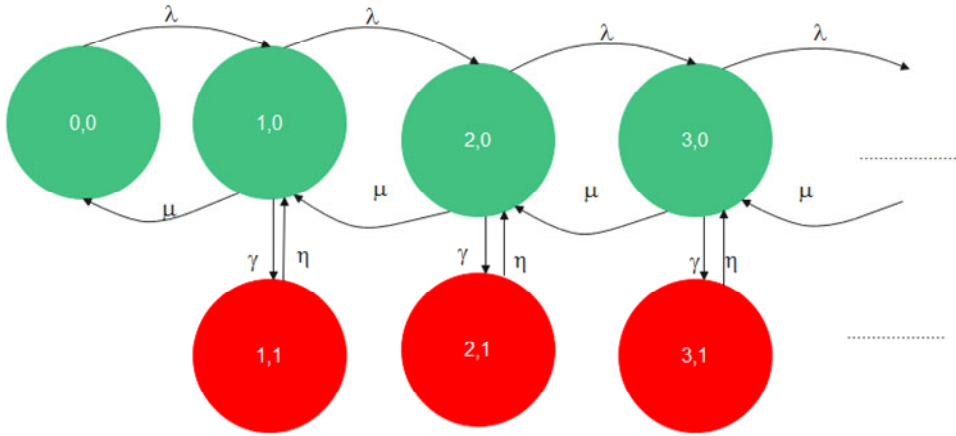 λ λ λ λ
0,0 1,0 2,0 3,0
μ μ μ μ
γ η γ η γ η
1,1 2,1 3,1